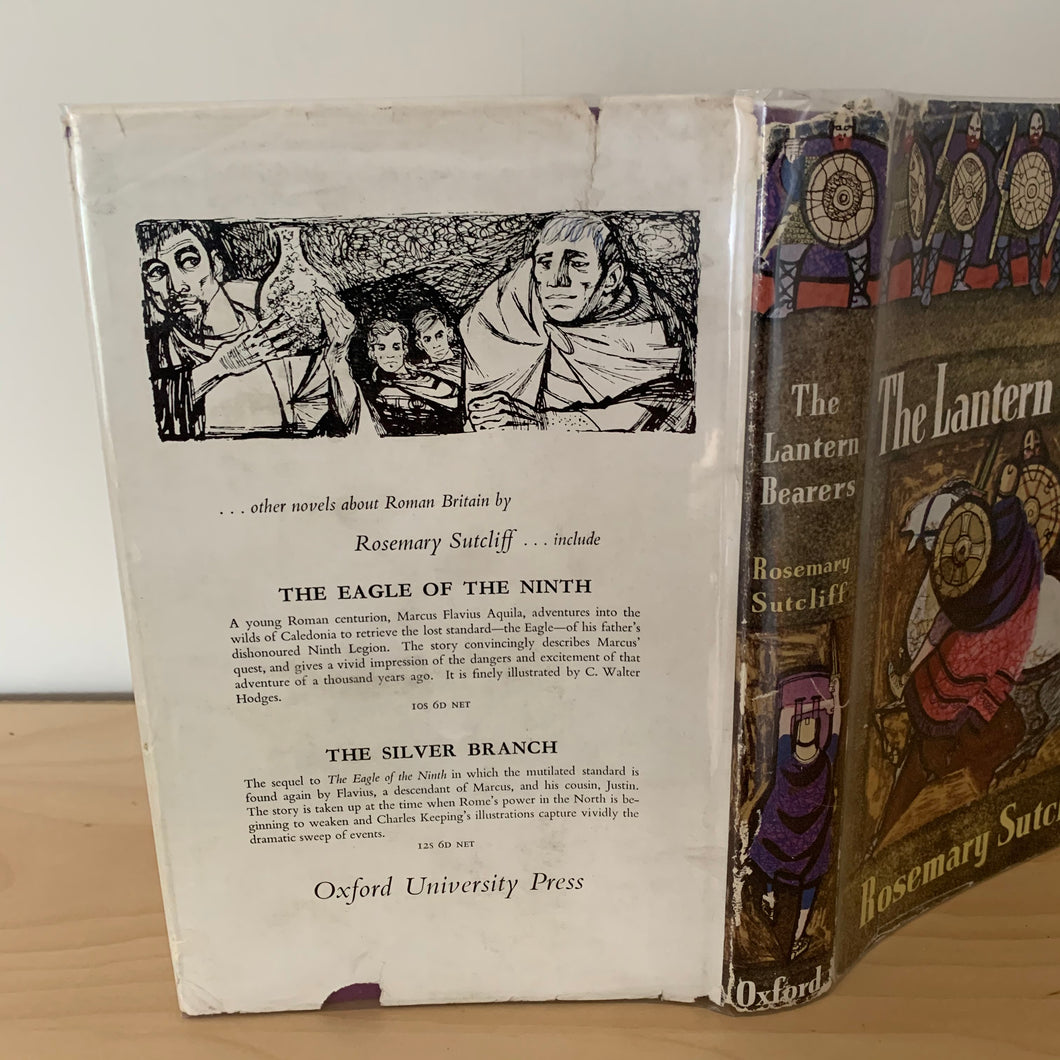 . . . other novels about Roman Britain by
Rosemary Sutcliff . . . include
THE EAGLE OF THE NINTH
A young Roman centurion, Marcus Flavius Aquila, adventures into the
wilds of Caledonia to retrieve the lost standard—the Eagle—of his father's
dishonoured Ninth Legion. The story convincingly describes Marcus'
quest, and gives a vivid impression of the dangers and excitement of that
adventure of a thousand years ago. It is finely illustrated by C. Walter
Hodges.
10S 6D NET
THE SILVER BRANCH
The sequel to The Eagle of the Ninth in which the mutilated standard is
found again by Flavius, a descendant of Marcus, and his cousin, Justin.
The story is taken up at the time when Rome's power in the North is be-
ginning to weaken and Charles Keeping's illustrations capture vividly the
dramatic sweep of events.
12S 6D NET
Oxford University Press
The
Lantern
Bearers
Rosemary
Sutcliff
Oxford
The Lantern
Rosemary Sutcl